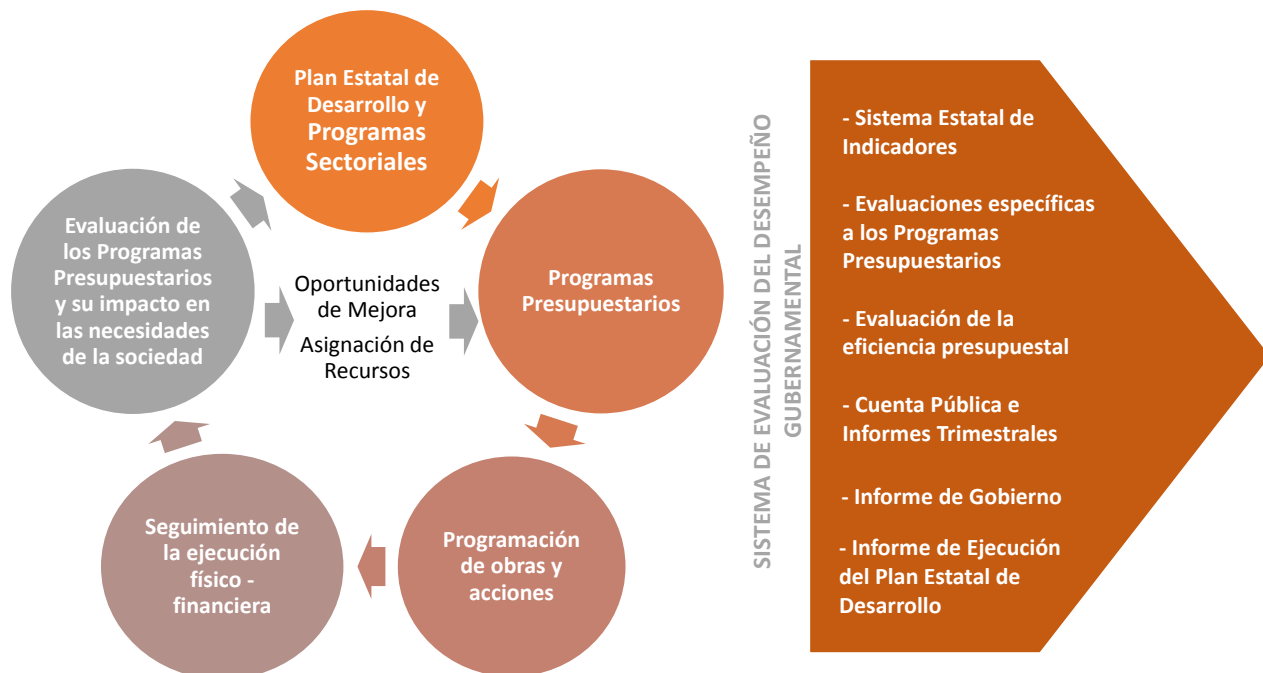 Plan Estatal de
Desarrollo y
Programas
Sectoriales
Evaluación de
los Programas
Presupuestarios
y su impacto en
las necesidades
de la sociedad
Oportunidades
de Mejora
Asignación de
Recursos
Programas
Presupuestarios
Seguimiento de
la ejecución
físico -
financiera
Programación
de obras y
acciones
SISTEMA DE EVALUACIÓN DEL DESEMPEÑO
GUBERNAMENTAL
- Sistema Estatal de
Indicadores
- Evaluaciones específicas
a los Programas
Presupuestarios
- Evaluación de la
eficiencia presupuestal
- Cuenta Pública e
Informes Trimestrales
- Informe de Gobierno
- Informe de Ejecución
del Plan Estatal de
Desarrollo